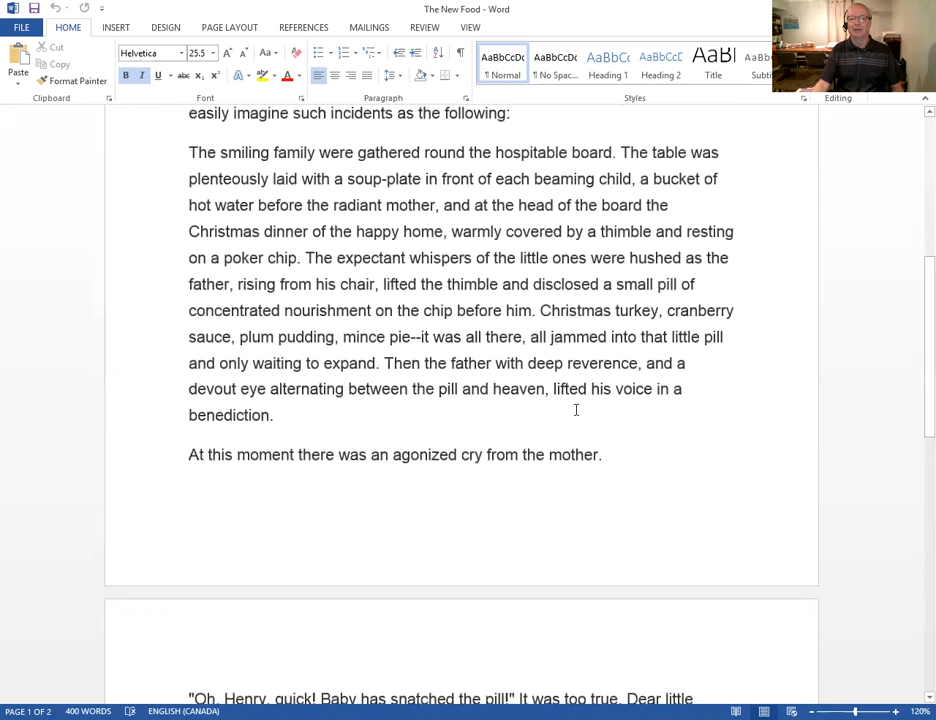 The New Food - Word
FILE HOME INSERT DESIGN PAGE LAYOUT REFERENCES MAILINGS REVIEW VIEW
Paste
Cut
Copy
Format Painter
Clipboard
Helvetica 25.5 Aa
B I U abc x₂ x² A A
Font
Paragraph
AaBbCcDc AaBbCcDc AaBbCc AaBbCcD AaBl AaBb
¶ Normal ¶ No Spac... Heading 1 Heading 2 Title Subti
Styles
Editing
easily imagine such incidents as the following:
The smiling family were gathered round the hospitable board. The table was
plenteously laid with a soup-plate in front of each beaming child, a bucket of
hot water before the radiant mother, and at the head of the board the
Christmas dinner of the happy home, warmly covered by a thimble and resting
on a poker chip. The expectant whispers of the little ones were hushed as the
father, rising from his chair, lifted the thimble and disclosed a small pill of
concentrated nourishment on the chip before him. Christmas turkey, cranberry
sauce, plum pudding, mince pie--it was all there, all jammed into that little pill
and only waiting to expand. Then the father with deep reverence, and a
devout eye alternating between the pill and heaven, lifted his voice in a
benediction.
At this moment there was an agonized cry from the mother.
"Oh, Henry, quick! Baby has snatched the pill!" It was too true. Dear little
PAGE 1 OF 2 400 WORDS ENGLISH (CANADA) 120%